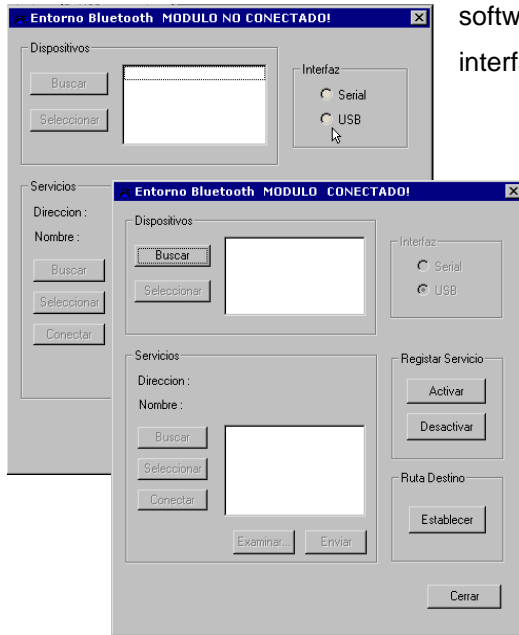 Entorno Bluetooth MODULO NO CONECTADO!
Dispositivos
Buscar
Seleccionar
Interfaz
Serial
USB
Servicios
Direccion :
Nombre :
Buscar
Seleccionar
Conectar
Entorno Bluetooth MODULO CONECTADO!
Dispositivos
Buscar
Seleccionar
Interfaz
Serial
USB
Servicios
Direccion :
Nombre :
Buscar
Seleccionar
Conectar
Examinar...
Enviar
Registar Servicio
Activar
Desactivar
Ruta Destino
Establecer
Cerrar